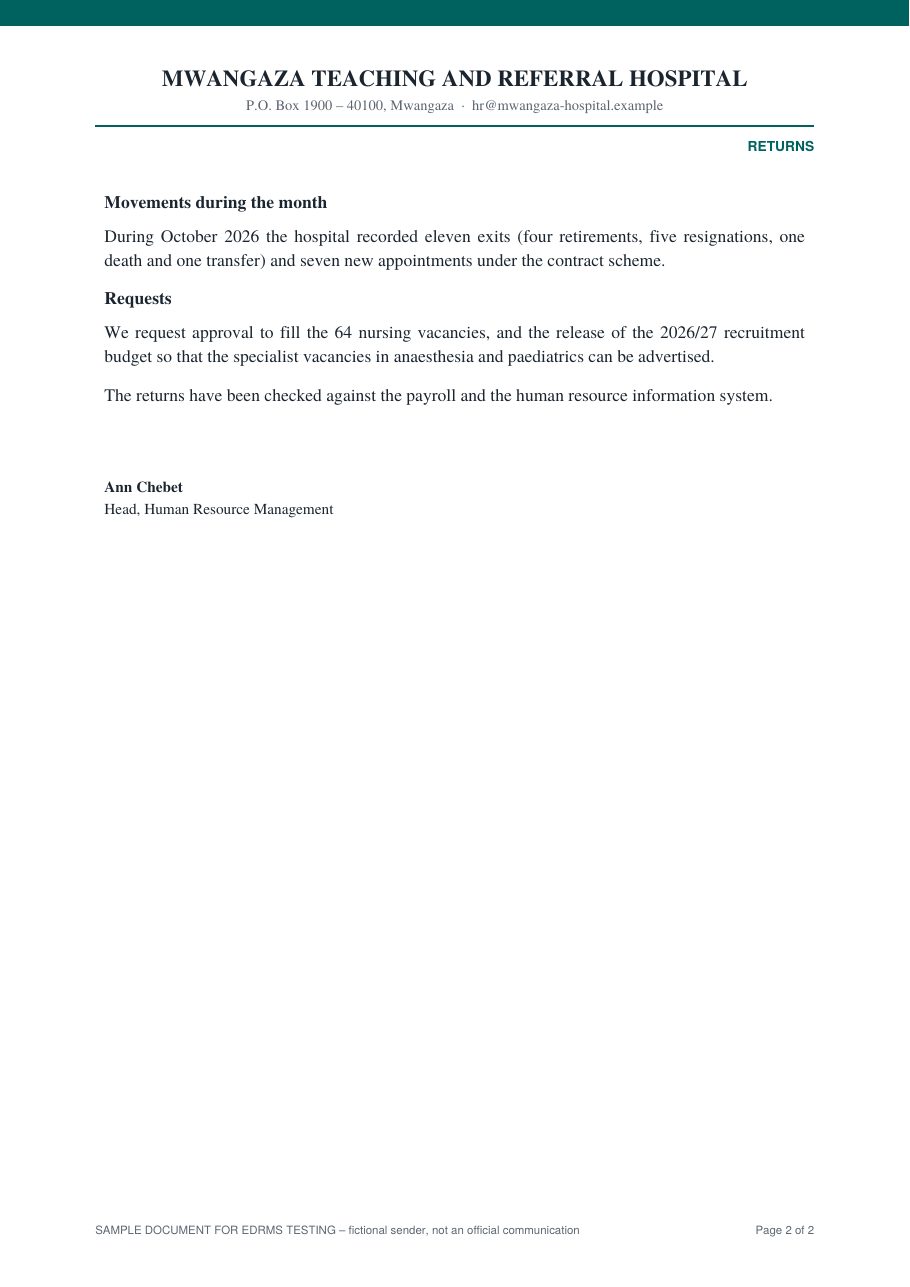 MWANGAZA TEACHING AND REFERRAL HOSPITAL
P.O. Box 1900 – 40100, Mwangaza · hr@mwangaza-hospital.example
RETURNS
Movements during the month
During October 2026 the hospital recorded eleven exits (four retirements, five resignations, one
death and one transfer) and seven new appointments under the contract scheme.
Requests
We request approval to fill the 64 nursing vacancies, and the release of the 2026/27 recruitment
budget so that the specialist vacancies in anaesthesia and paediatrics can be advertised.
The returns have been checked against the payroll and the human resource information system.
Ann Chebet
Head, Human Resource Management
SAMPLE DOCUMENT FOR EDRMS TESTING – fictional sender, not an official communication
Page 2 of 2